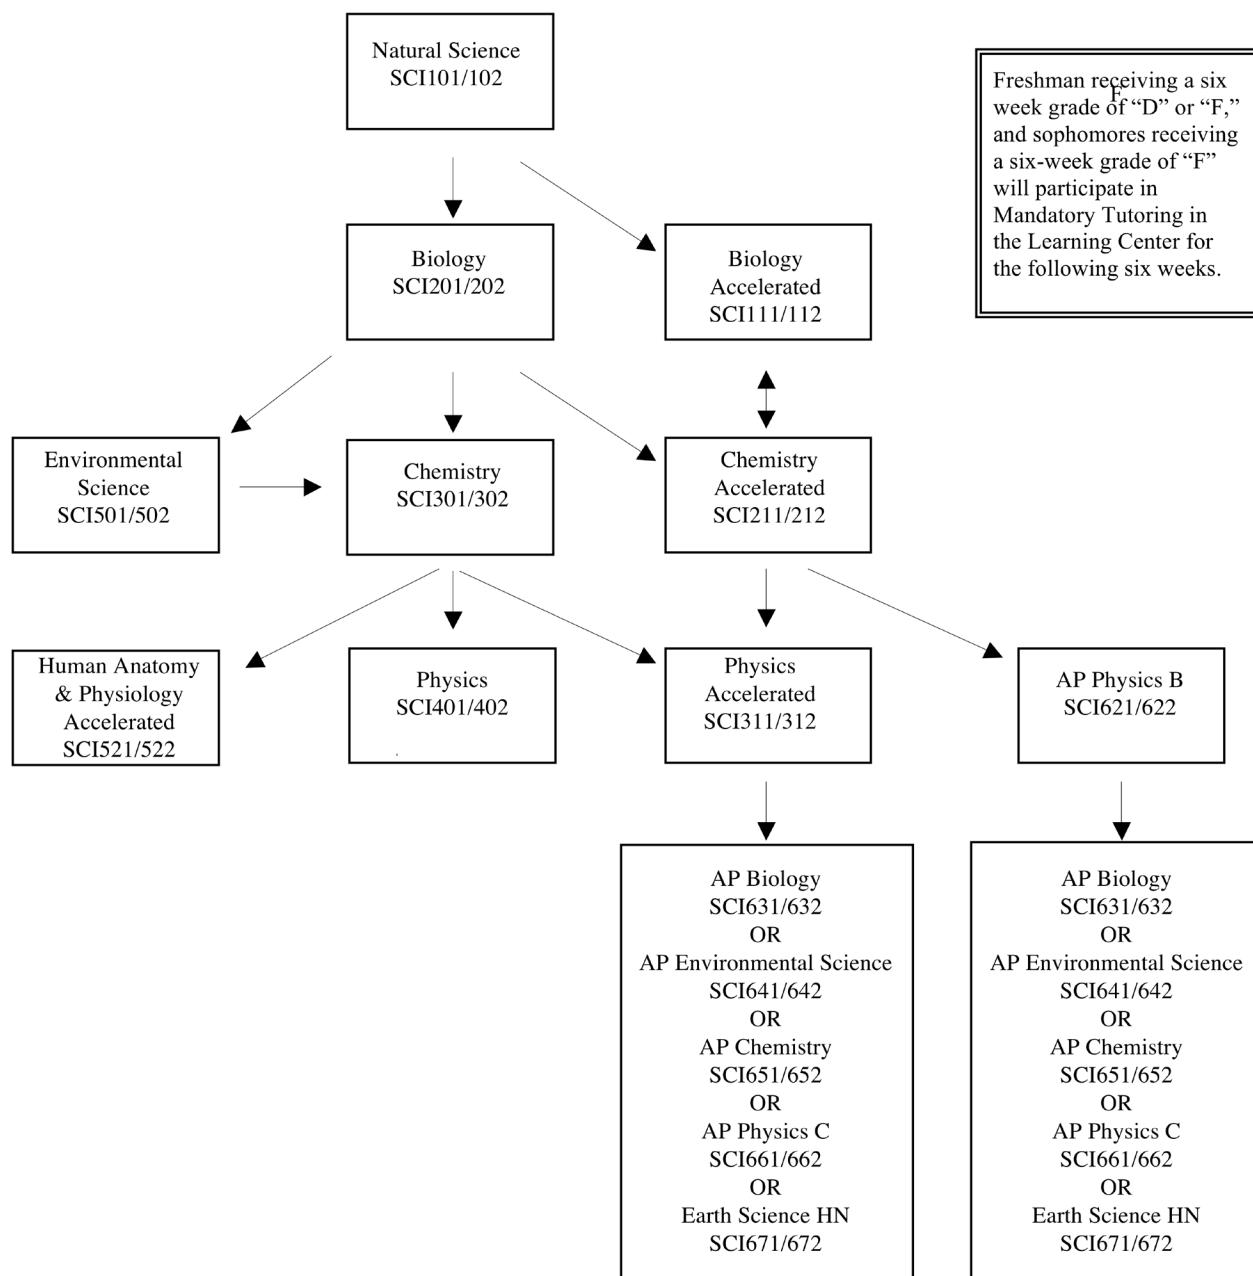 Natural Science
SCI101/102
Freshman receiving a six
F
week grade of “D” or “F,”
and sophomores receiving
a six-week grade of “F”
will participate in
Mandatory Tutoring in
the Learning Center for
the following six weeks.
Biology
SCI201/202
Biology
Accelerated
SCI111/112
Environmental
Science
SCI501/502
Chemistry
SCI301/302
Chemistry
Accelerated
SCI211/212
Human Anatomy
& Physiology
Accelerated
SCI521/522
Physics
SCI401/402
Physics
Accelerated
SCI311/312
AP Physics B
SCI621/622
AP Biology
SCI631/632
OR
AP Environmental Science
SCI641/642
OR
AP Chemistry
SCI651/652
OR
AP Physics C
SCI661/662
OR
Earth Science HN
SCI671/672
AP Biology
SCI631/632
OR
AP Environmental Science
SCI641/642
OR
AP Chemistry
SCI651/652
OR
AP Physics C
SCI661/662
OR
Earth Science HN
SCI671/672